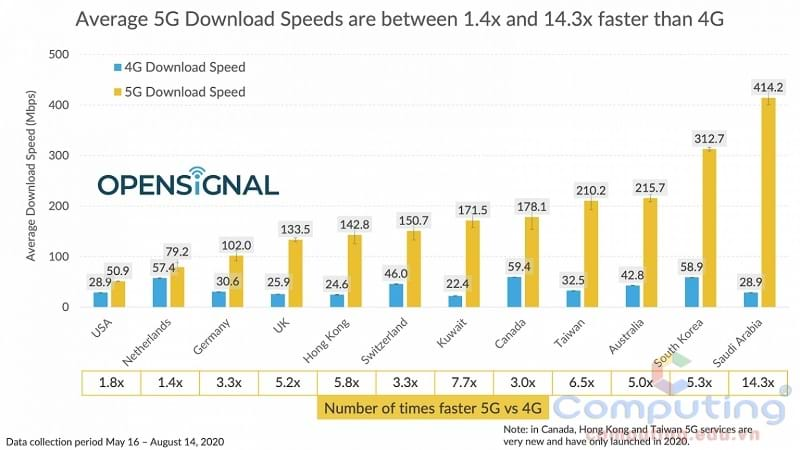 Average 5G Download Speeds are between 1.4x and 14.3x faster than 4G
500
400
300
200
100
0
Average Download Speed (Mbps)
4G Download Speed
5G Download Speed
OPENSIGNAL
28.9 50.9
57.4 79.2
30.6 102.0
25.9 133.5
24.6 142.8
46.0 150.7
22.4 171.5
59.4 178.1
32.5 210.2
42.8 215.7
58.9 312.7
28.9 414.2
USA
Netherlands
Germany
UK
Hong Kong
Switzerland
Kuwait
Canada
Taiwan
Australia
South Korea
Saudi Arabia
1.8x 1.4x 3.3x 5.2x 5.8x 3.3x 7.7x 3.0x 6.5x 5.0x 5.3x 14.3x
Number of times faster 5G vs 4G
Computing
computing.edu.vn
Data collection period May 16 – August 14, 2020
Note: in Canada, Hong Kong and Taiwan 5G services are
very new and have only launched in 2020.